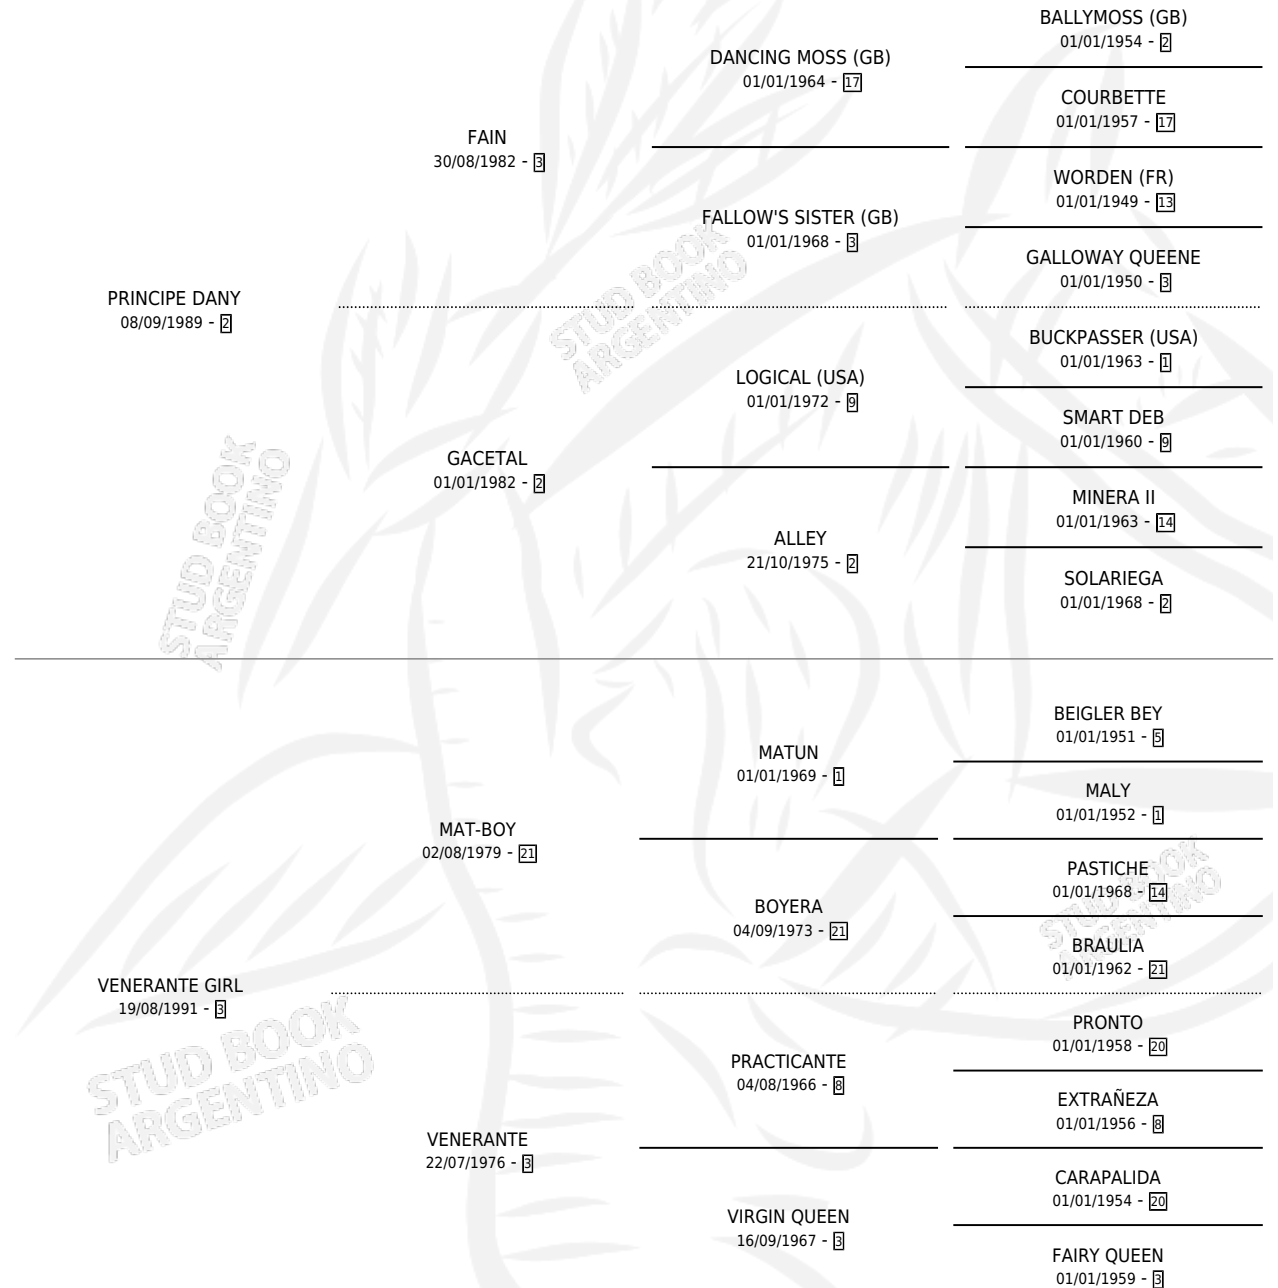 BALLYMOSS (GB)
01/01/1954 - 2
DANCING MOSS (GB)
01/01/1964 - 17
COURBETTE
01/01/1957 - 17
FAIN
30/08/1982 - 3
WORDEN (FR)
01/01/1949 - 13
FALLOW'S SISTER (GB)
01/01/1968 - 3
GALLOWAY QUEENE
01/01/1950 - 3
PRINCIPE DANY
08/09/1989 - 2
BUCKPASSER (USA)
01/01/1963 - 1
LOGICAL (USA)
01/01/1972 - 9
SMART DEB
01/01/1960 - 9
GACETAL
01/01/1982 - 2
MINERA II
01/01/1963 - 14
ALLEY
21/10/1975 - 2
SOLARIEGA
01/01/1968 - 2
BEIGLER BEY
01/01/1951 - 5
MATUN
01/01/1969 - 1
MALY
01/01/1952 - 1
MAT-BOY
02/08/1979 - 21
PASTICHE
01/01/1968 - 14
BOYERA
04/09/1973 - 21
BRAULIA
01/01/1962 - 21
VENERANTE GIRL
19/08/1991 - 3
PRONTO
01/01/1958 - 20
PRACTICANTE
04/08/1966 - 8
EXTRAÑEZA
01/01/1956 - 8
VENERANTE
22/07/1976 - 3
CARAPALIDA
01/01/1954 - 20
VIRGIN QUEEN
16/09/1967 - 3
FAIRY QUEEN
01/01/1959 - 3
STUD BOOK
ARGENTINO
STUD BOOK
ARGENTINO
STUD BOOK
ARGENTINO
STUD BOOK
ARGENTINO